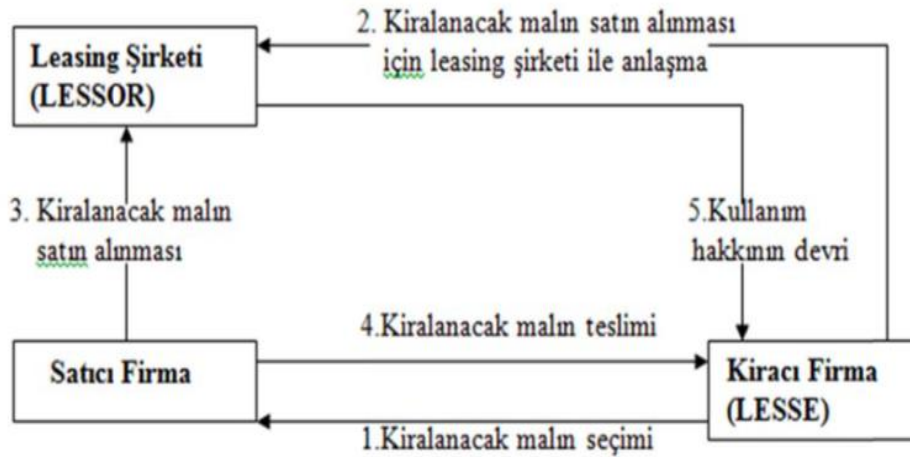 2. Kiralanacak malın satın alınması
için leasing şirketi ile anlaşma
Leasing Şirketi
(LESSOR)
3. Kiralanacak malın
satın alınması
5.Kullanım
hakkının devri
4.Kiralanacak malın teslimi
Satıcı Firma
Kiracı Firma
(LESSE)
1.Kiralanacak malın seçimi